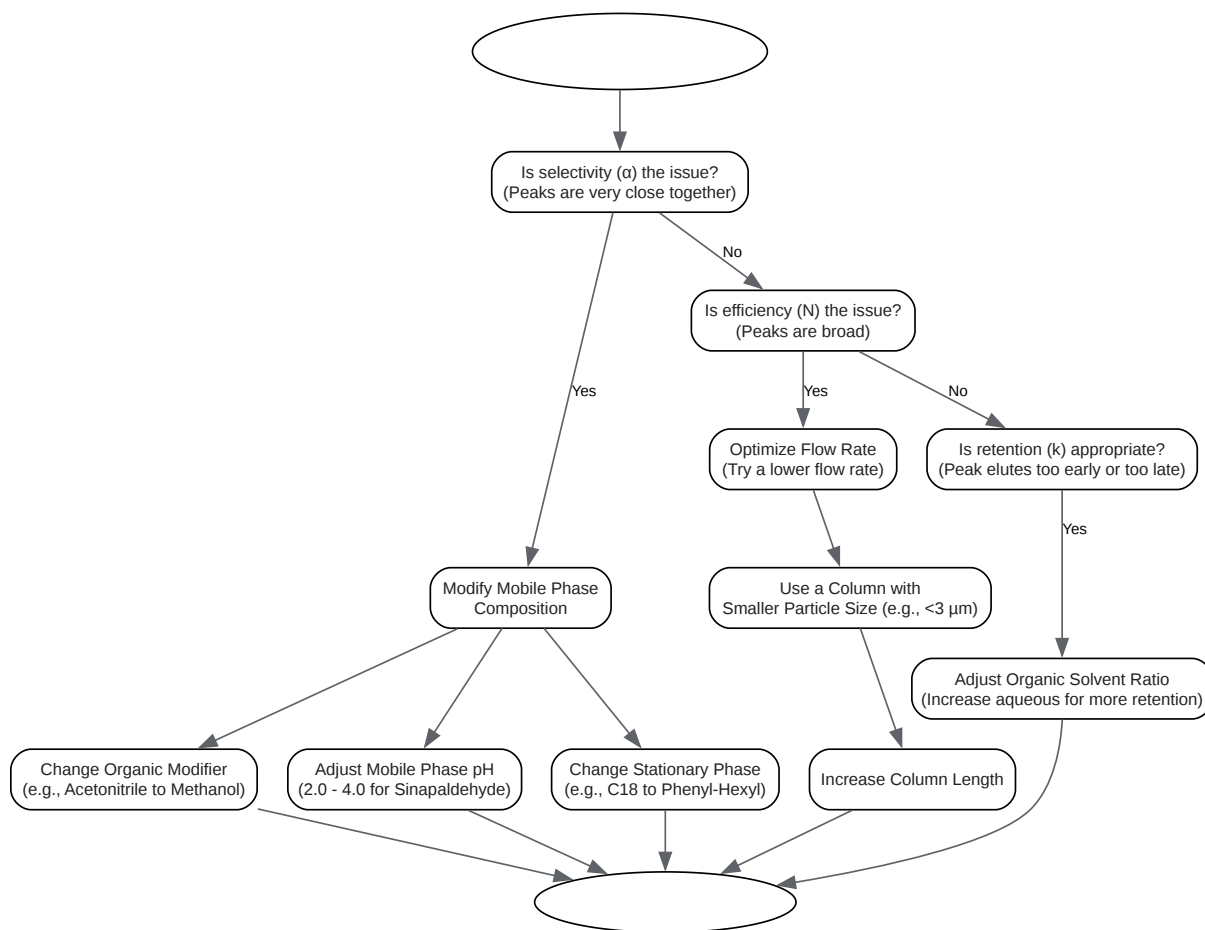 Is selectivity (α) the issue?
(Peaks are very close together)
No
Is efficiency (N) the issue?
(Peaks are broad)
Yes
Yes
No
Optimize Flow Rate
(Try a lower flow rate)
Is retention (k) appropriate?
(Peak elutes too early or too late)
Yes
Modify Mobile Phase
Composition
Use a Column with
Smaller Particle Size (e.g., <3 µm)
Adjust Organic Solvent Ratio
(Increase aqueous for more retention)
Change Organic Modifier
(e.g., Acetonitrile to Methanol)
Adjust Mobile Phase pH
(2.0 - 4.0 for Sinapaldehyde)
Change Stationary Phase
(e.g., C18 to Phenyl-Hexyl)
Increase Column Length